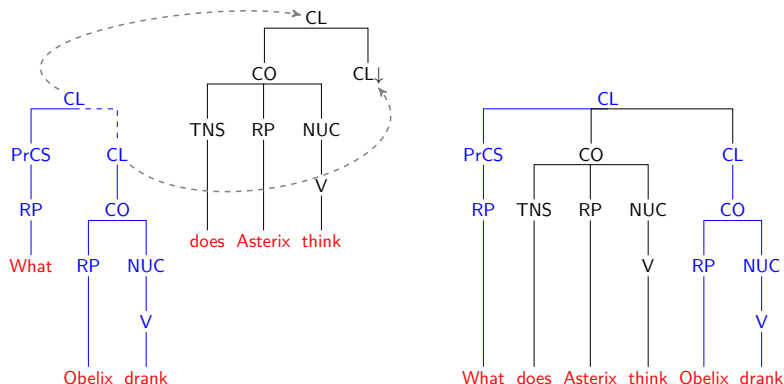 CL
CO CL↓
TNS RP NUC
V
does Asterix think
CL
PrCS CL
RP CO
What RP NUC
V
Obelix drank
CL
PrCS CO CL
RP TNS RP NUC CO
V RP NUC
V
What does Asterix think Obelix drank